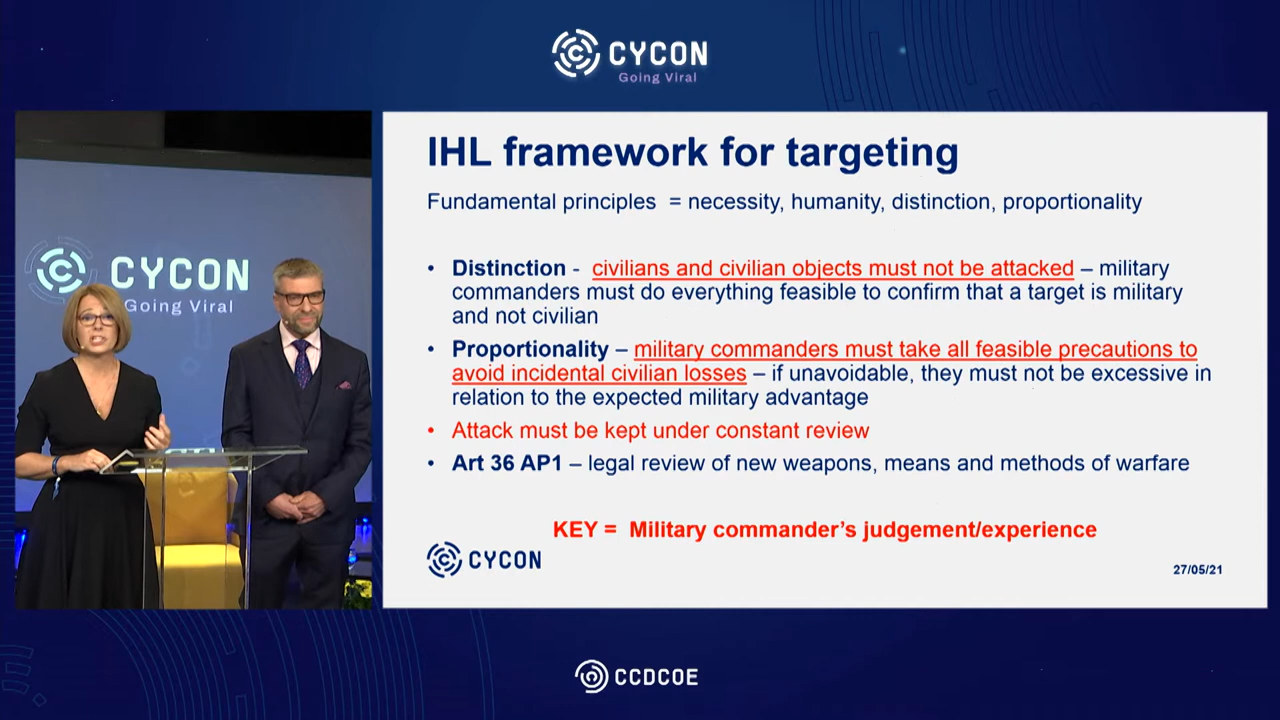 CYCON
Going Viral
CYCON
Going Viral
IHL framework for targeting
Fundamental principles = necessity, humanity, distinction, proportionality
• Distinction - civilians and civilian objects must not be attacked – military
commanders must do everything feasible to confirm that a target is military
and not civilian
• Proportionality – military commanders must take all feasible precautions to
avoid incidental civilian losses – if unavoidable, they must not be excessive in
relation to the expected military advantage
• Attack must be kept under constant review
• Art 36 AP1 – legal review of new weapons, means and methods of warfare
KEY = Military commander's judgement/experience
CYCON
27/05/21
CCDCOE